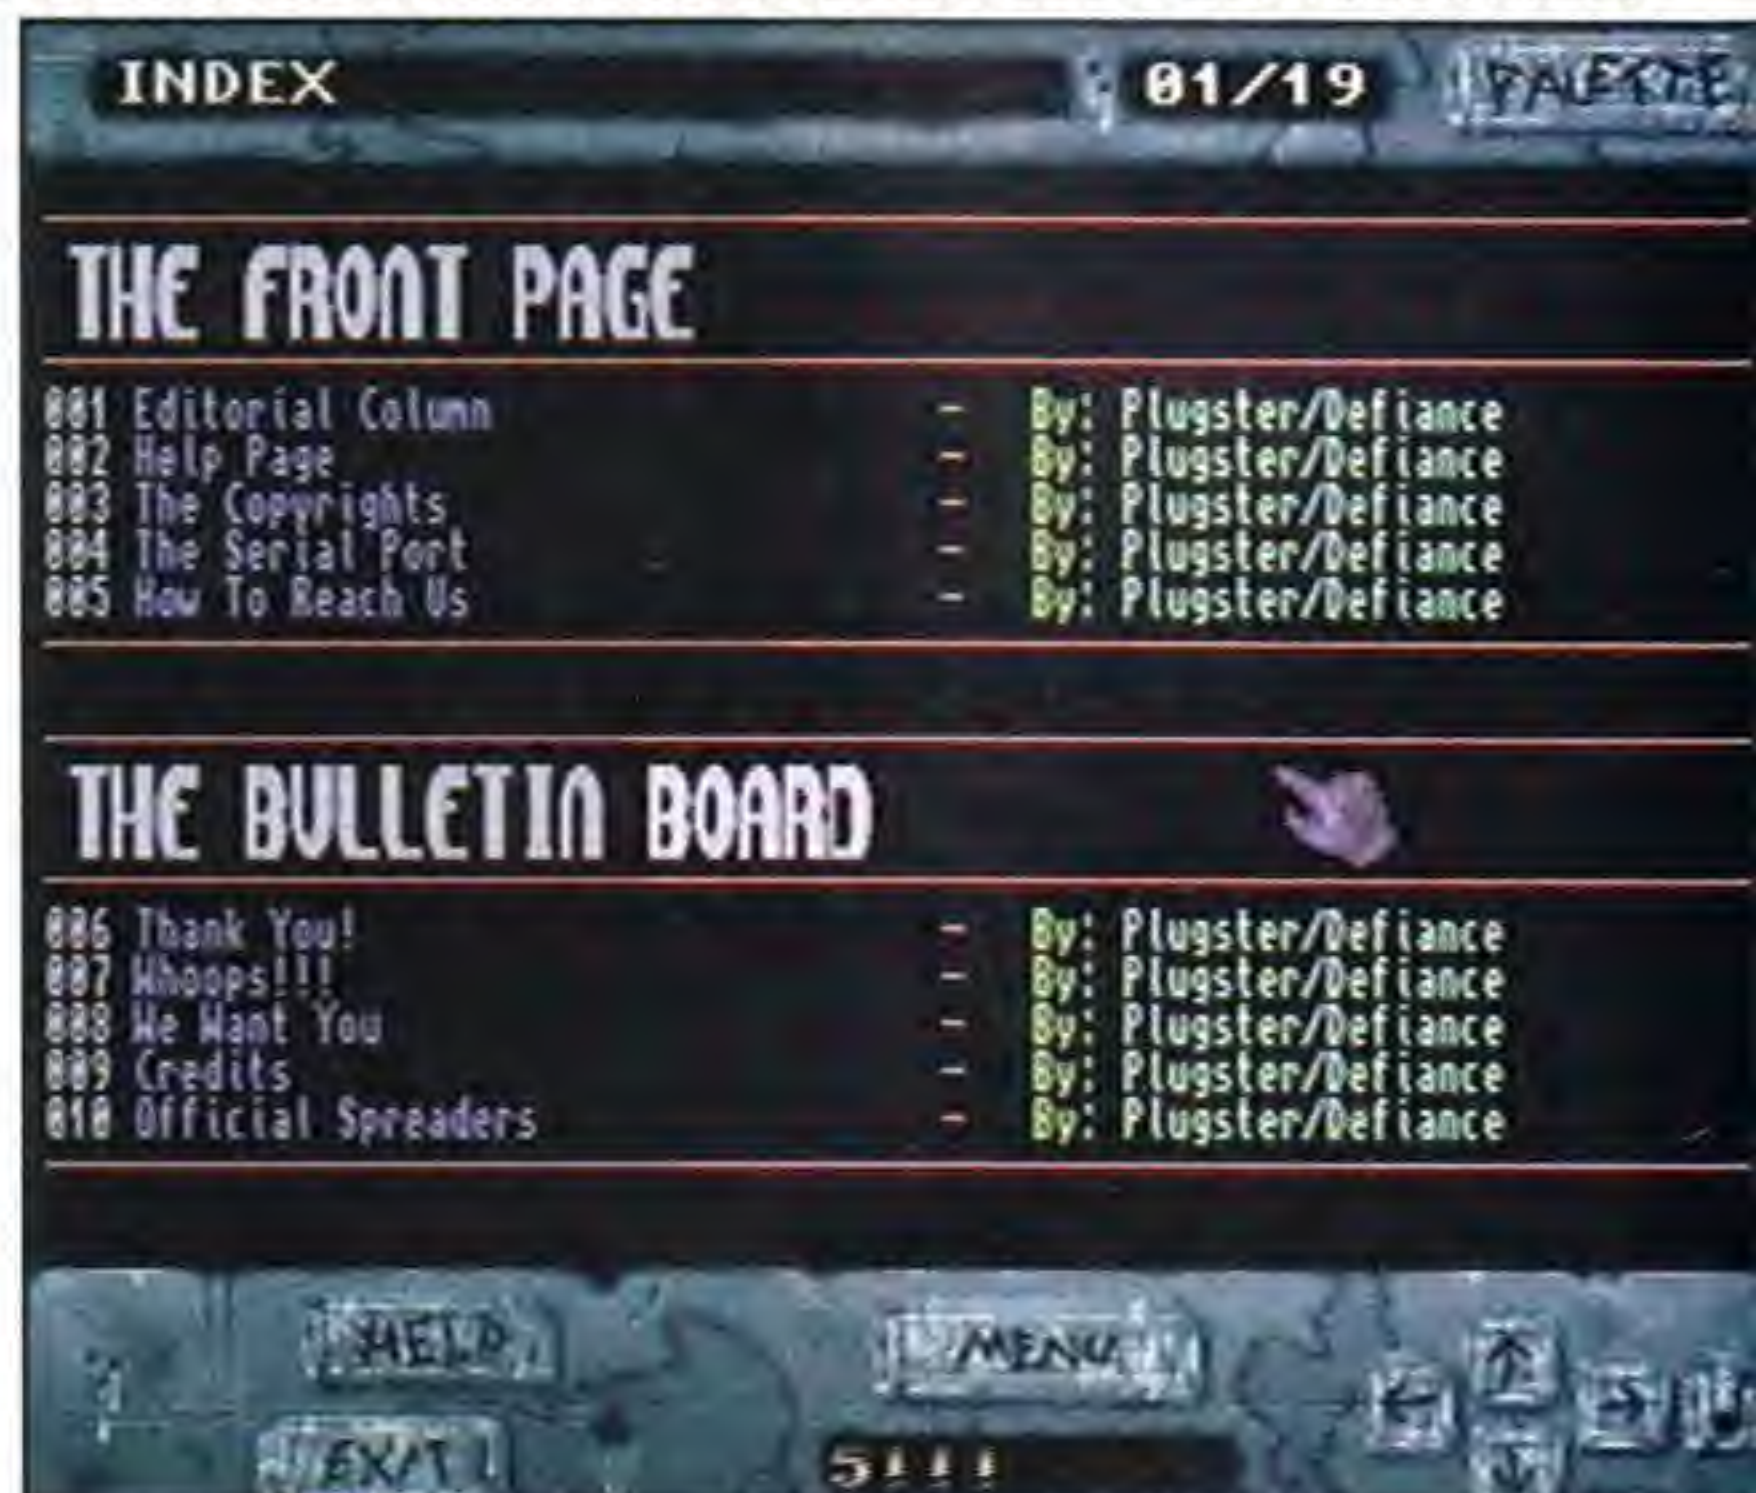 INDEX 01/19 PALETTE
THE FRONT PAGE
001 Editorial Column - By: Plugster/Defiance
002 Help Page - By: Plugster/Defiance
003 The Copyrights - By: Plugster/Defiance
004 The Serial Port - By: Plugster/Defiance
005 How To Reach Us - By: Plugster/Defiance
THE BULLETIN BOARD
006 Thank You! - By: Plugster/Defiance
007 Whoops!!! - By: Plugster/Defiance
008 We Want You - By: Plugster/Defiance
009 Credits - By: Plugster/Defiance
010 Official Spreaders - By: Plugster/Defiance
HELP MENU
EXIT